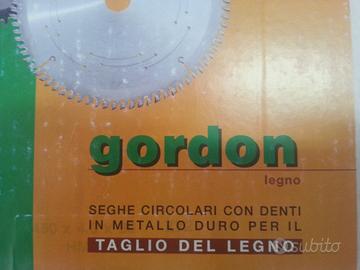 gordon
legno
SEGHE CIRCOLARI CON DENTI
IN METALLO DURO PER IL
TAGLIO DEL LEGNO
subito